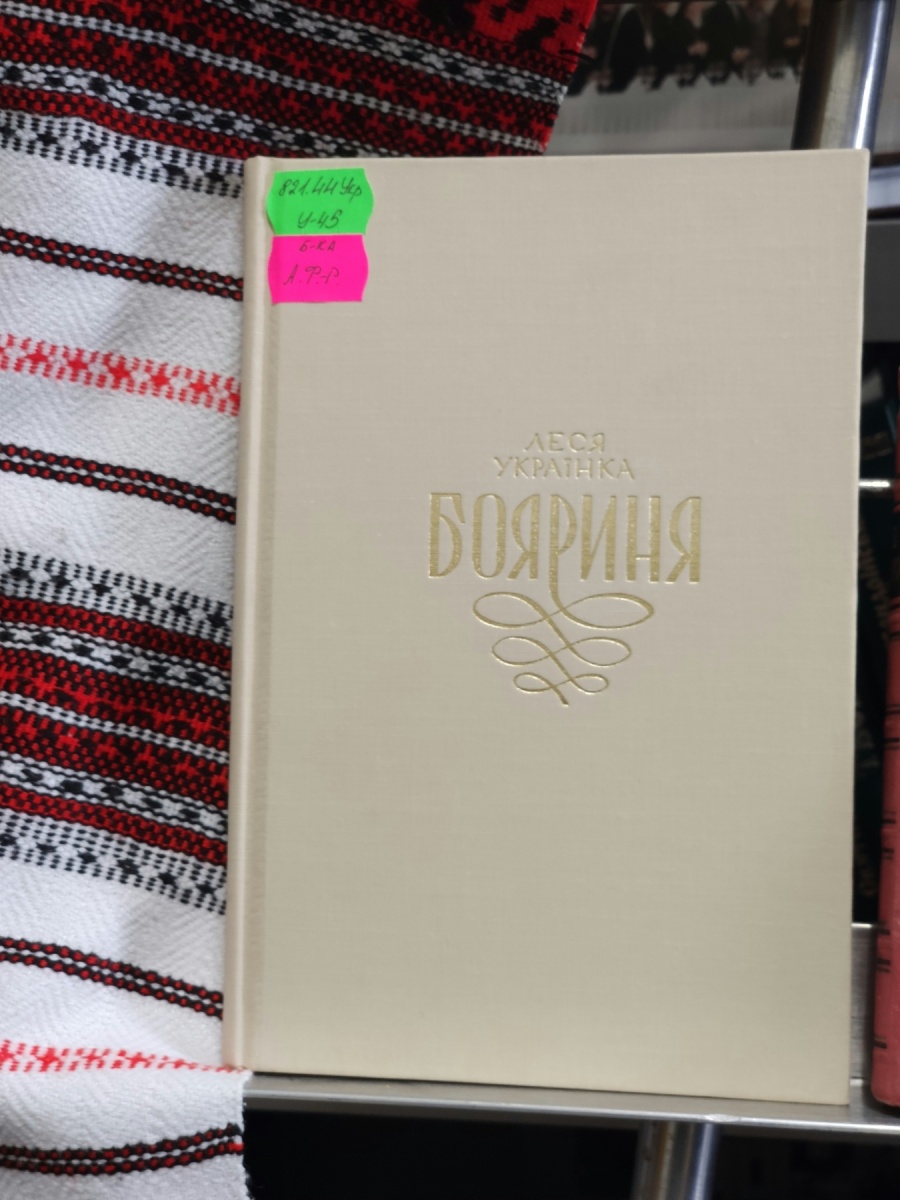 821.44Укр
У-45
Б-КА
А.Ф.-Р.
ЛЕСЯ
УКРАЇНКА
БОЯРИНЯ